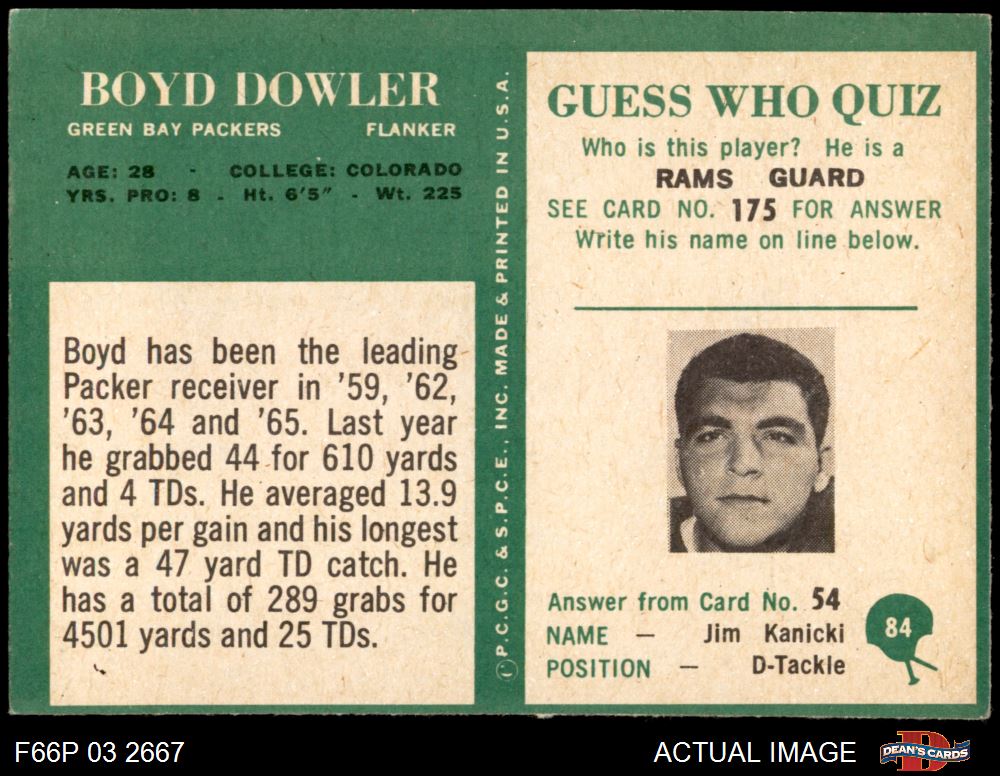 BOYD DOWLER
GREEN BAY PACKERS FLANKER
AGE: 28 - COLLEGE: COLORADO
YRS. PRO: 8 - Ht. 6'5" - Wt. 225
Boyd has been the leading
Packer receiver in '59, '62,
'63, '64 and '65. Last year
he grabbed 44 for 610 yards
and 4 TDs. He averaged 13.9
yards per gain and his longest
was a 47 yard TD catch. He
has a total of 289 grabs for
4501 yards and 25 TDs.
©P.C.G.C. & S.P.C.E., INC. MADE & PRINTED IN U.S.A.
GUESS WHO QUIZ
Who is this player? He is a
RAMS GUARD
SEE CARD NO. 175 FOR ANSWER
Write his name on line below.
Answer from Card No. 54
NAME — Jim Kanicki
POSITION — D-Tackle
84
F66P 03 2667
ACTUAL IMAGE
D
DEAN'S CARDS